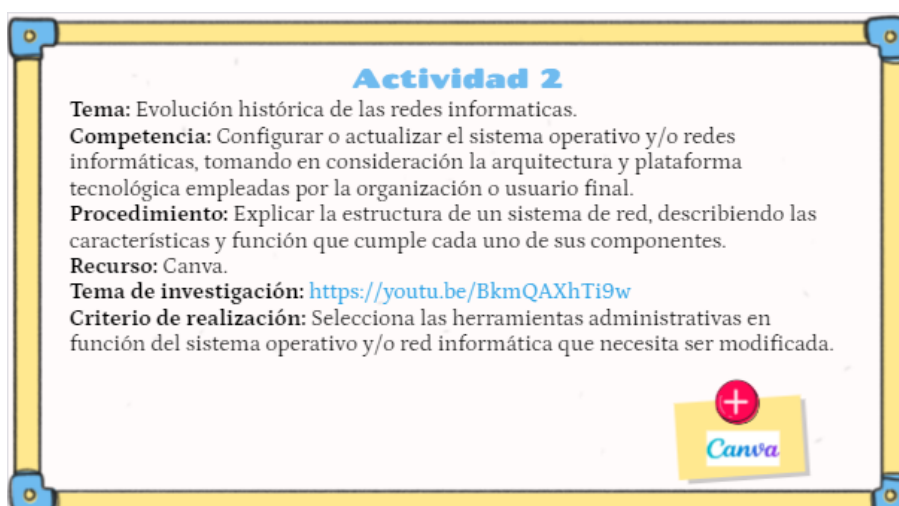 Actividad 2
Tema: Evolución histórica de las redes informaticas.
Competencia: Configurar o actualizar el sistema operativo y/o redes
informáticas, tomando en consideración la arquitectura y plataforma
tecnológica empleadas por la organización o usuario final.
Procedimiento: Explicar la estructura de un sistema de red, describiendo las
características y función que cumple cada uno de sus componentes.
Recurso: Canva.
Tema de investigación: https://youtu.be/BkmQAXhTi9w
Criterio de realización: Selecciona las herramientas administrativas en
función del sistema operativo y/o red informática que necesita ser modificada.
Canva